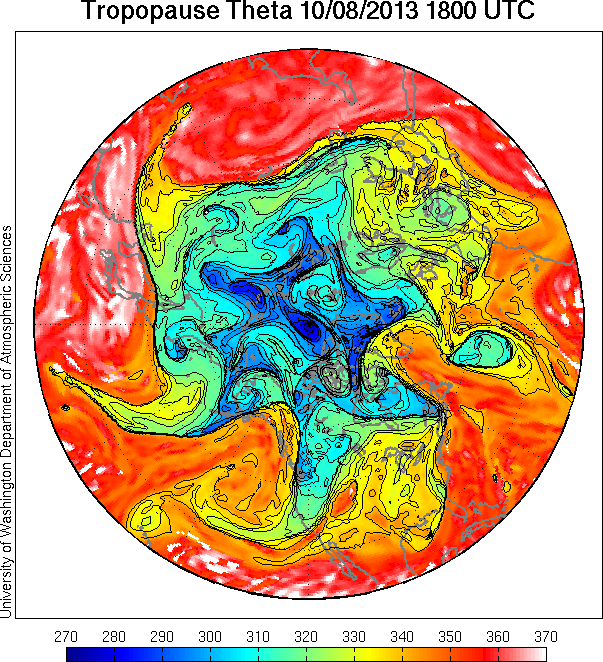 Tropopause Theta 10/08/2013 1800 UTC
University of Washington Department of Atmospheric Sciences
270 280 290 300 310 320 330 340 350 360 370